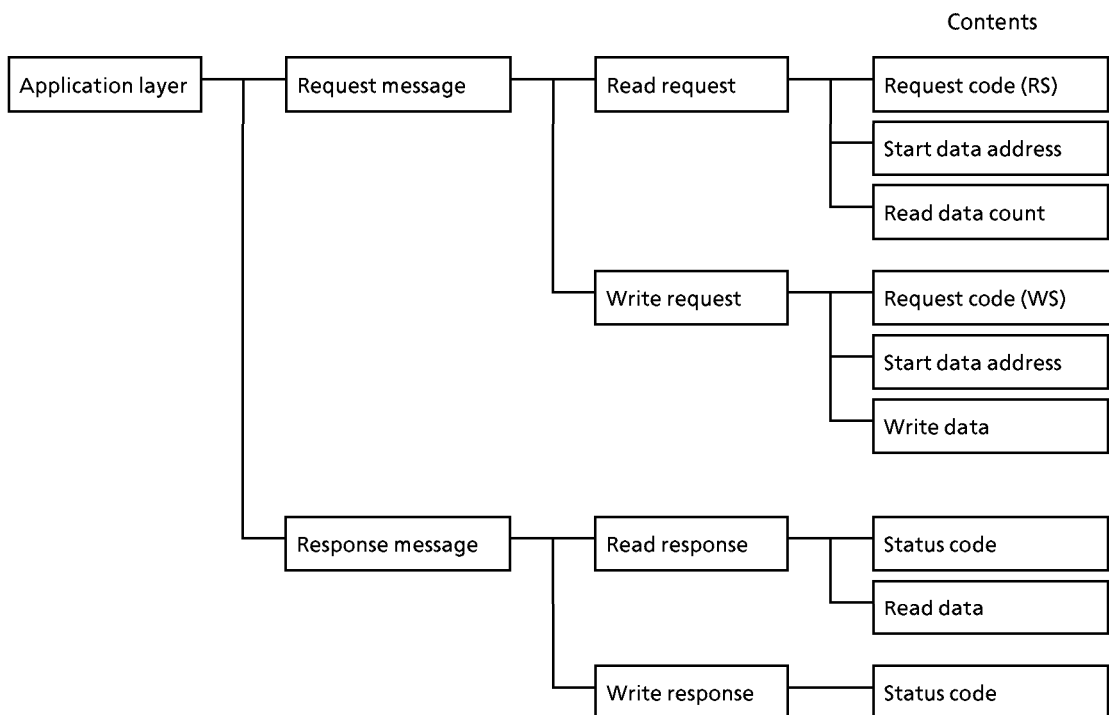 Contents
Application layer
Request message
Read request
Request code (RS)
Start data address
Read data count
Write request
Request code (WS)
Start data address
Write data
Response message
Read response
Status code
Read data
Write response
Status code